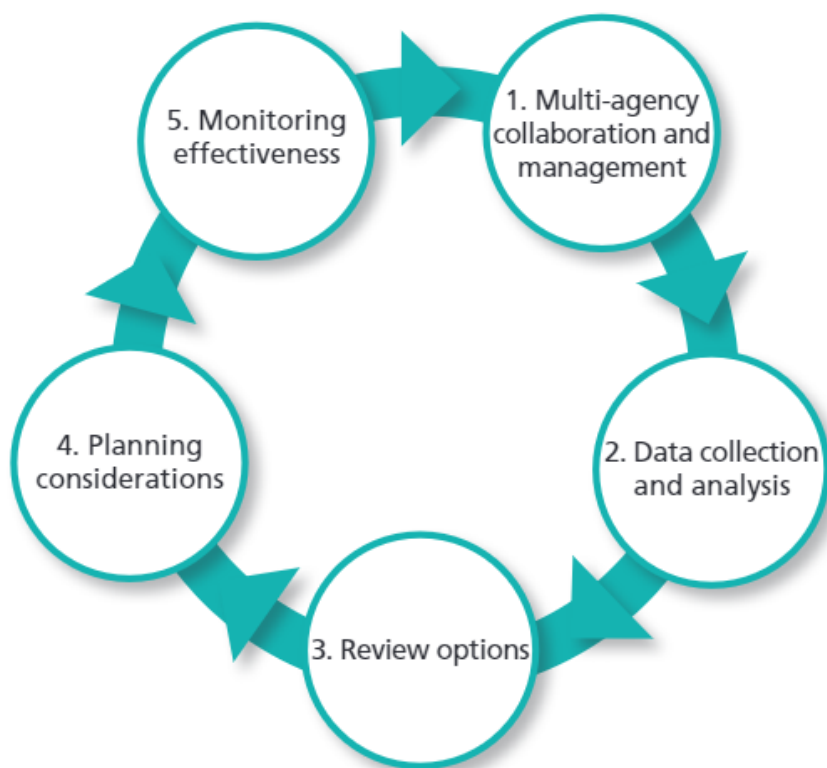 1. Multi-agency
collaboration and
management
2. Data collection
and analysis
3. Review options
4. Planning
considerations
5. Monitoring
effectiveness